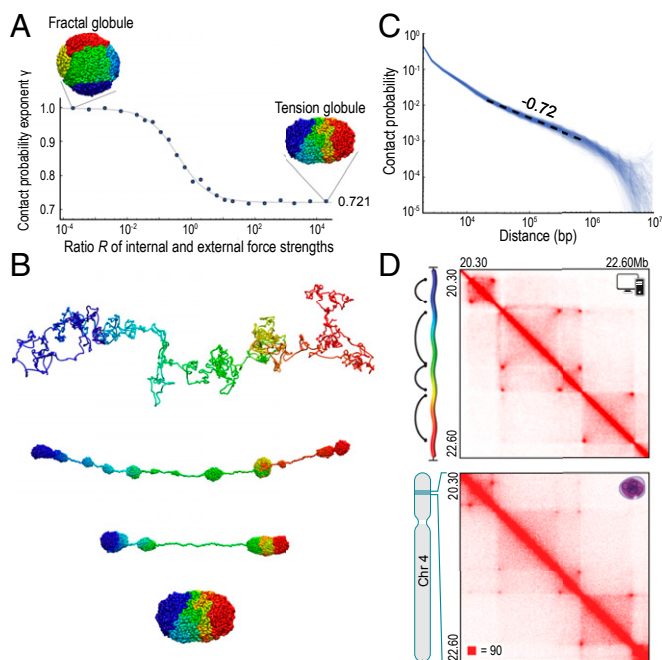 A
Fractal globule
Tension globule
Contact probability exponent γ
1.0
0.9
0.8
0.7
0.721
10-4
10-2
100
102
104
Ratio R of internal and external force strengths
B
C
Contact probability
100
10-1
10-2
10-3
10-4
10-5
-0.72
104
105
106
107
Distance (bp)
D
20.30
22.60Mb
20.30
22.60
20.30
Chr 4
22.60
= 90